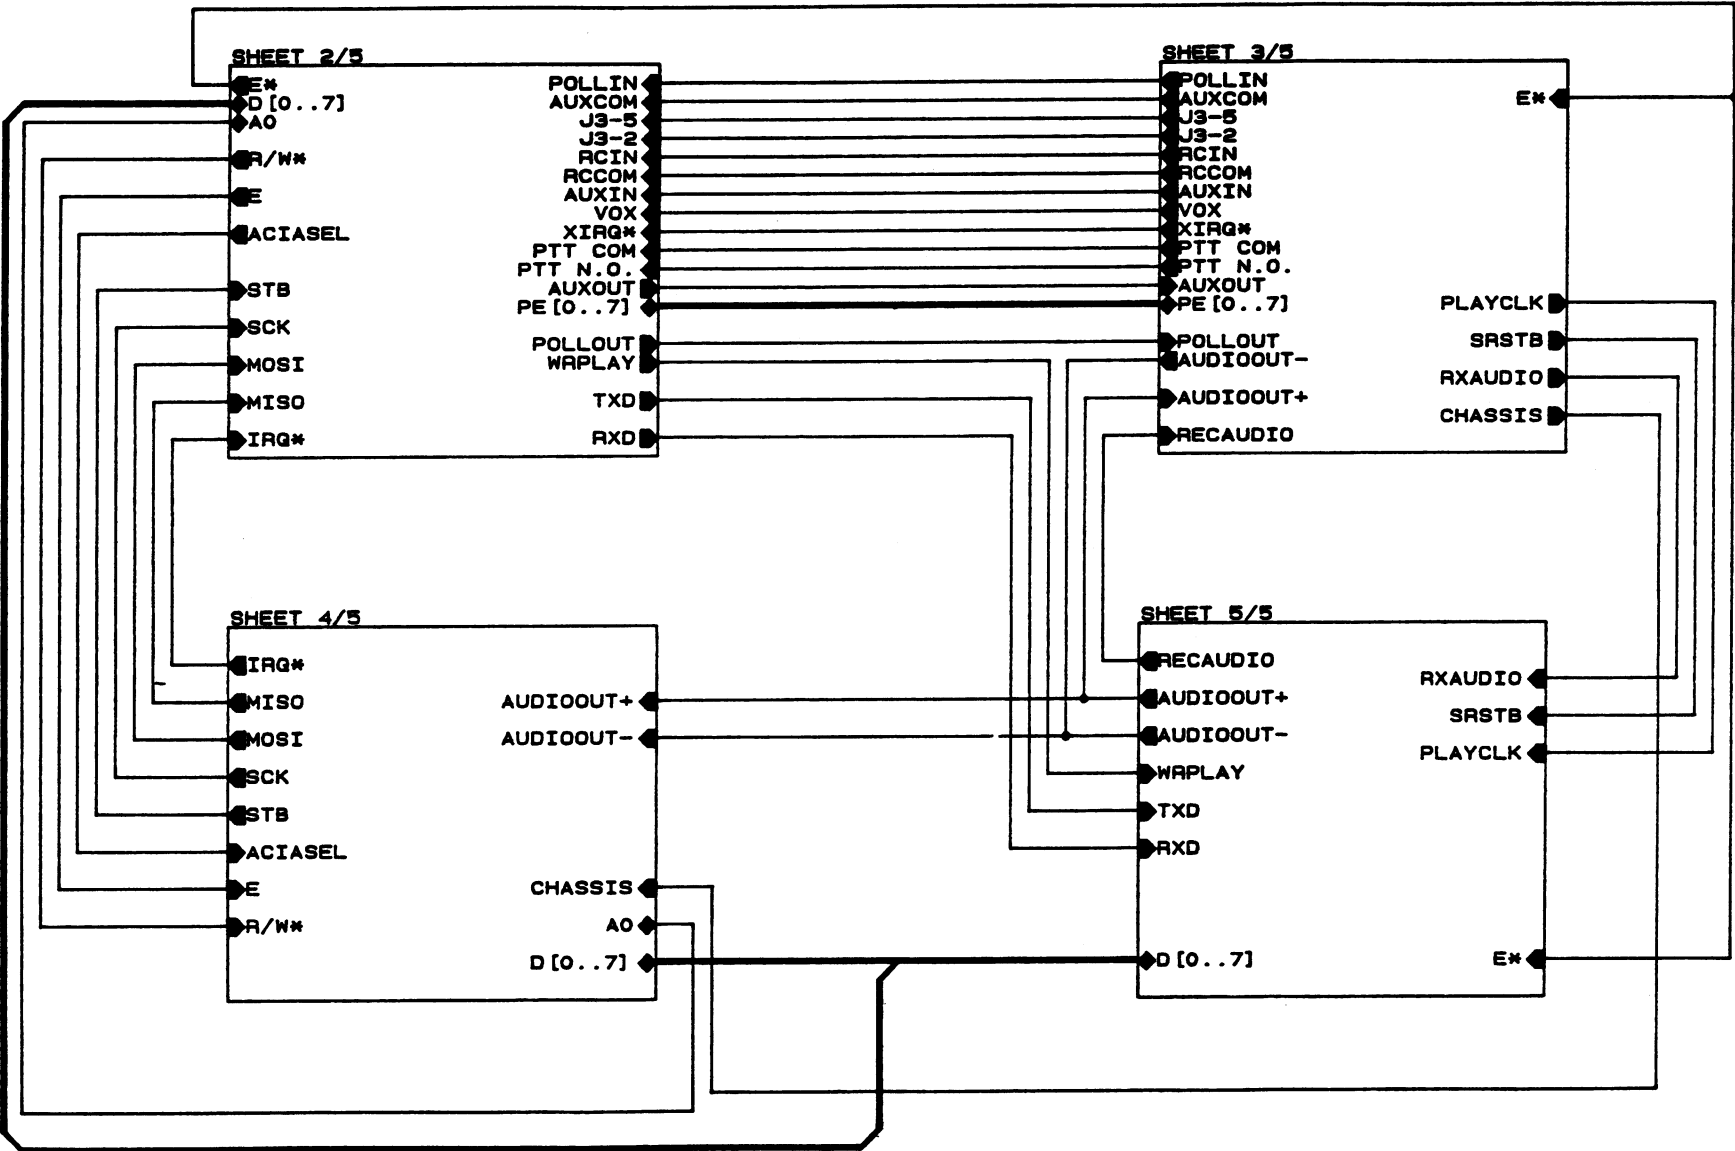 SHEET 2/5
E*
D[0..7]
A0
R/W*
E
ACIASEL
STB
SCK
MOSI
MISO
IRQ*
POLLIN
AUXCOM
J3-5
J3-2
RCIN
RCCOM
AUXIN
VOX
XIRQ*
PTT COM
PTT N.O.
AUXOUT
PE[0..7]
POLLOUT
WRPLAY
TXD
RXD
SHEET 3/5
POLLIN
AUXCOM
J3-5
J3-2
RCIN
RCCOM
AUXIN
VOX
XIRQ*
PTT COM
PTT N.O.
AUXOUT
PE[0..7]
POLLOUT
AUDIOOUT-
AUDIOOUT+
RECAUDIO
E*
PLAYCLK
SRSTB
RXAUDIO
CHASSIS
SHEET 4/5
IRQ*
MISO
MOSI
SCK
STB
ACIASEL
E
R/W*
AUDIOOUT+
AUDIOOUT-
CHASSIS
A0
D[0..7]
SHEET 5/5
RECAUDIO
AUDIOOUT+
AUDIOOUT-
WRPLAY
TXD
RXD
D[0..7]
RXAUDIO
SRSTB
PLAYCLK
E*